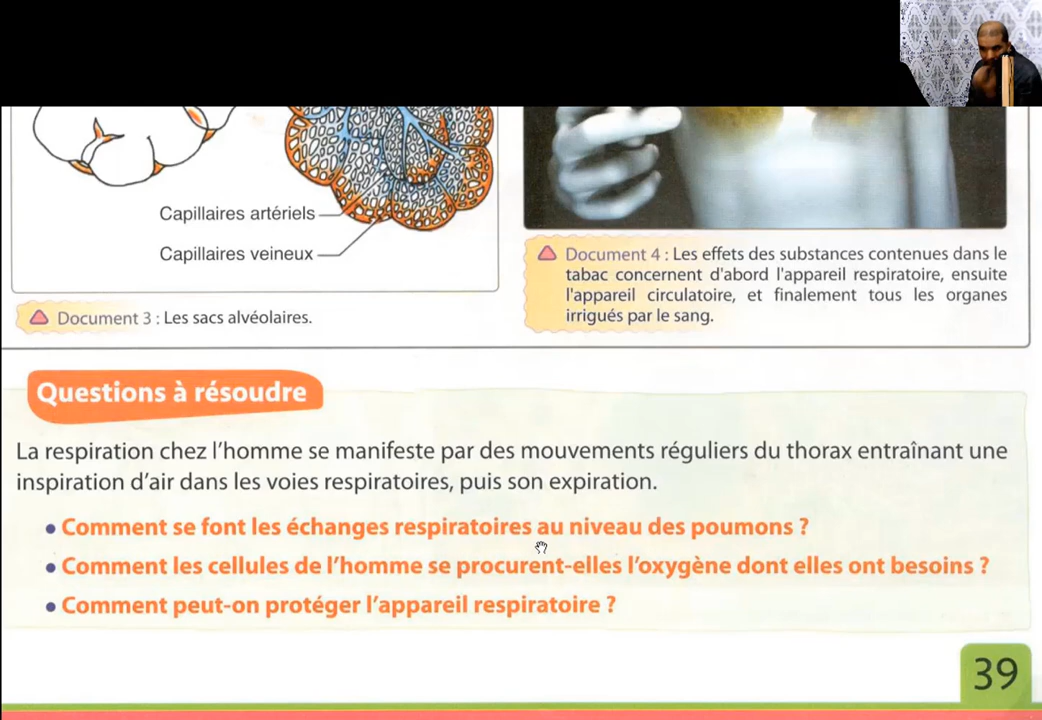 Capillaires artériels
Capillaires veineux
Document 3 : Les sacs alvéolaires.
Document 4 : Les effets des substances contenues dans le
tabac concernent d'abord l'appareil respiratoire, ensuite
l'appareil circulatoire, et finalement tous les organes
irrigués par le sang.
Questions à résoudre
La respiration chez l'homme se manifeste par des mouvements réguliers du thorax entraînant une
inspiration d'air dans les voies respiratoires, puis son expiration.
• Comment se font les échanges respiratoires au niveau des poumons ?
• Comment les cellules de l'homme se procurent-elles l'oxygène dont elles ont besoins ?
• Comment peut-on protéger l'appareil respiratoire ?
39